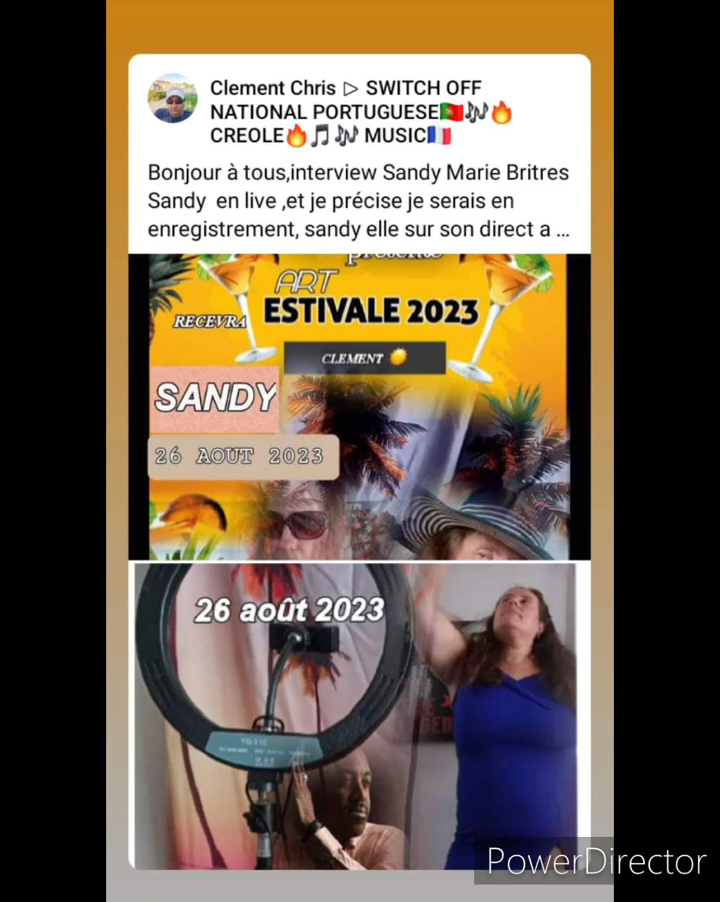 Clement Chris ▷ SWITCH OFF
NATIONAL PORTUGUESE🇵🇹🎶🔥
CREOLE🔥🎵🎶 MUSIC🇫🇷
Bonjour à tous,interview Sandy Marie Britres
Sandy  en live ,et je précise je serais en
enregistrement, sandy elle sur son direct a ...
ART
RECEVRA
ESTIVALE 2023
CLEMENT ☀️
SANDY
26 AOUT 2023
26 août 2023
PowerDirector